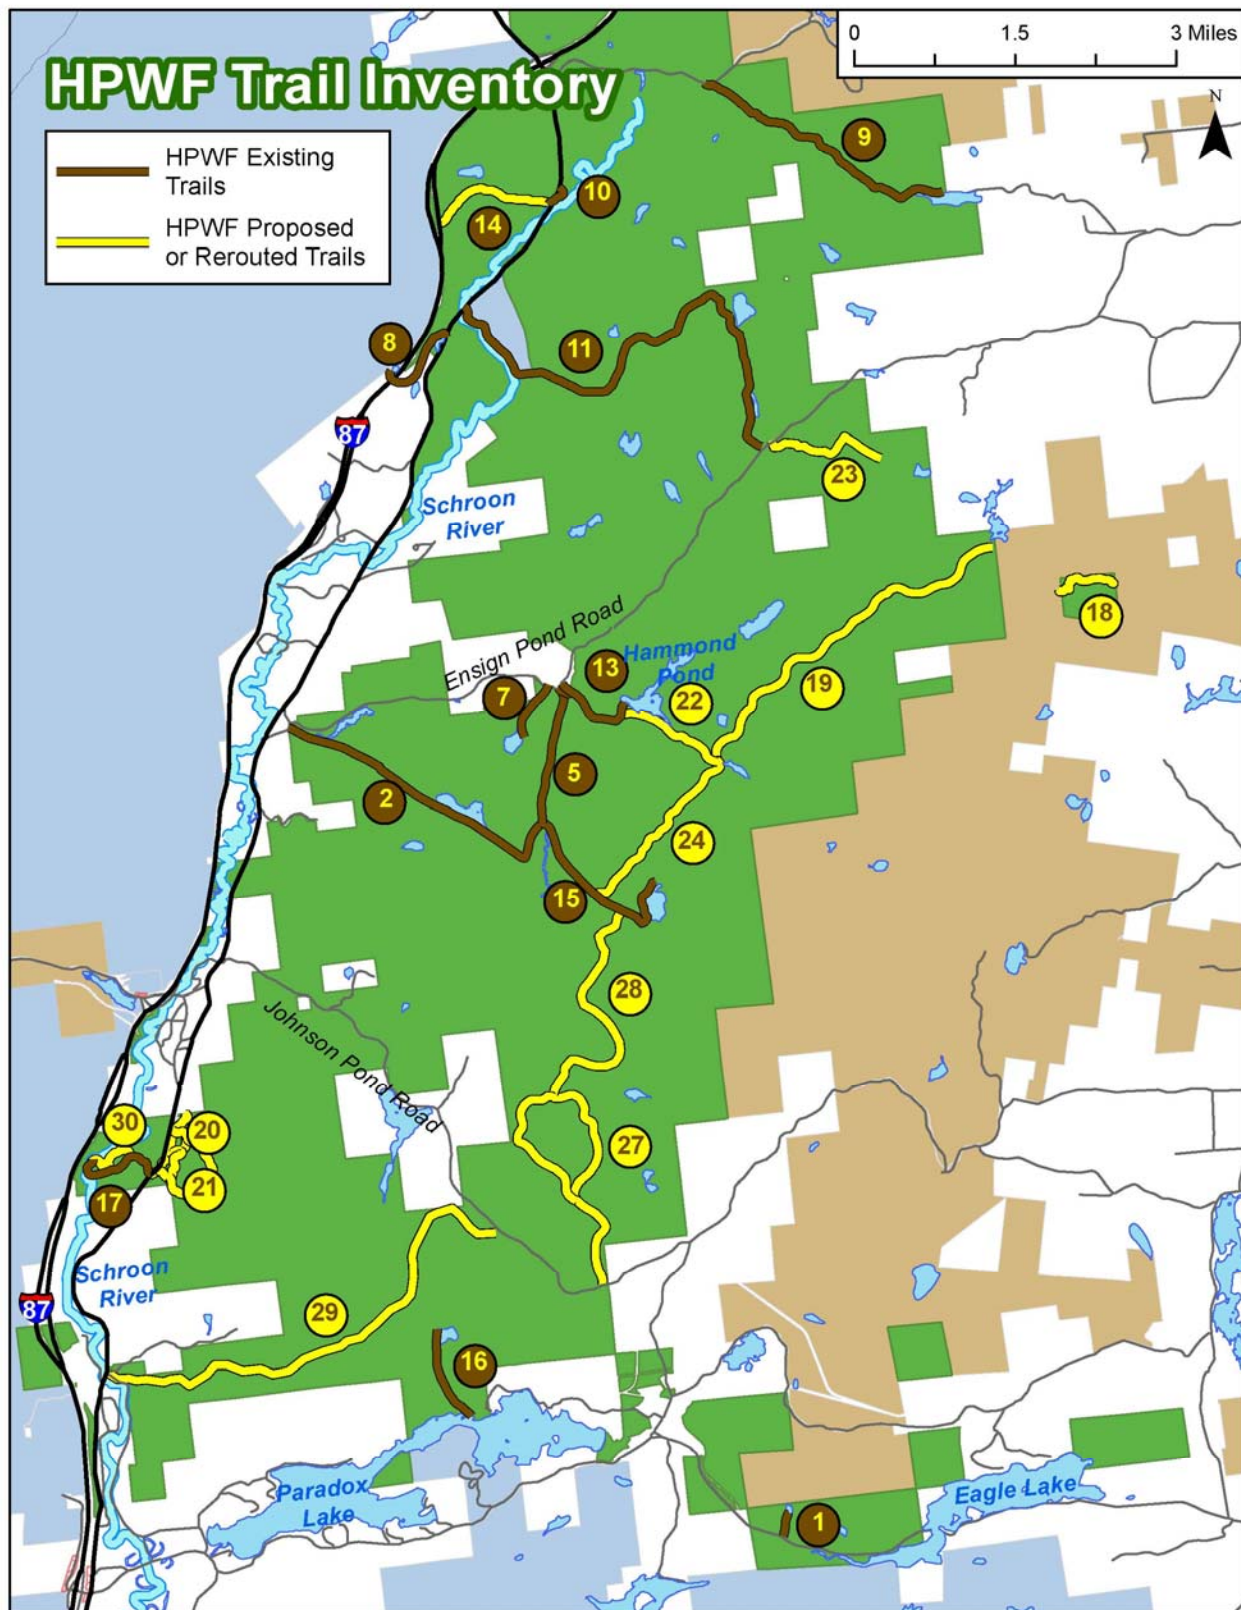 0 1.5 3 Miles
HPWF Trail Inventory
N
HPWF Existing
Trails
HPWF Proposed
or Rerouted Trails
9
10
14
8
11
87
23
Schroon
River
18
Ensign Pond Road
Hammond
Pond
13
7
22
19
5
2
24
15
28
Johnson Pond Road
30
20
27
21
17
Schroon
River
87
29
16
Paradox
Lake
Eagle Lake
1